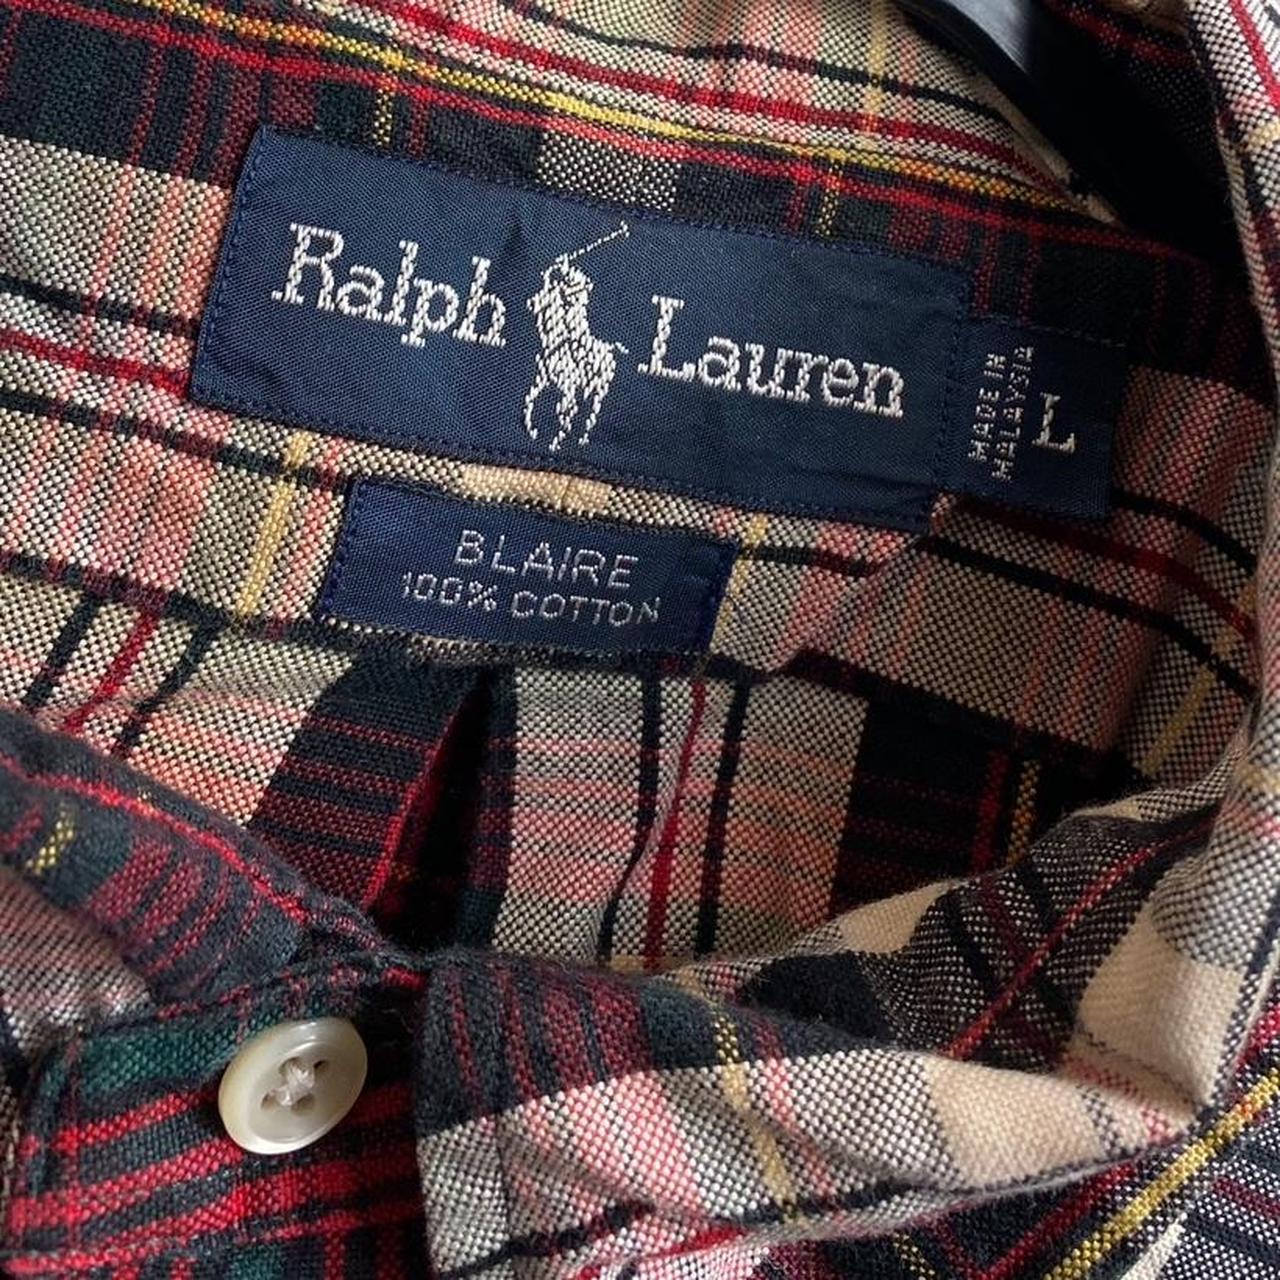 Ralph Lauren
MADE IN
MALAYSIA
L
BLAIRE
100% COTTON